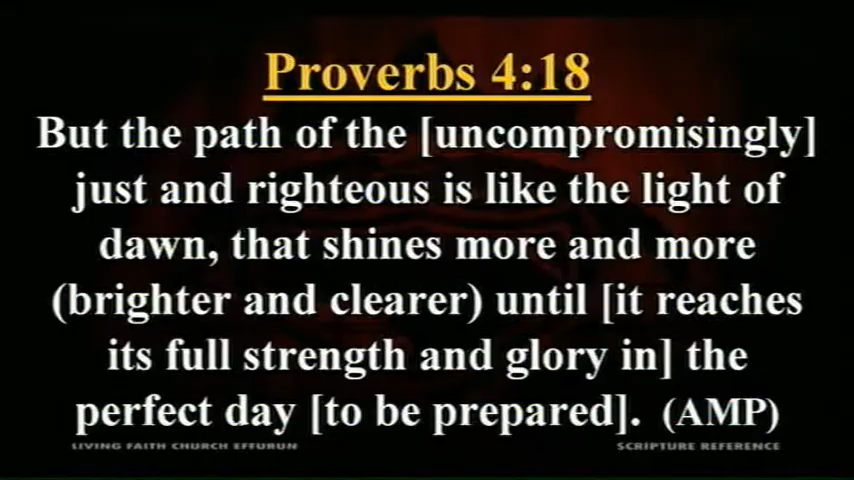 Proverbs 4:18
But the path of the [uncompromisingly]
just and righteous is like the light of
dawn, that shines more and more
(brighter and clearer) until [it reaches
its full strength and glory in] the
perfect day [to be prepared]. (AMP)
LIVING FAITH CHURCH EFFURUN
SCRIPTURE REFERENCE